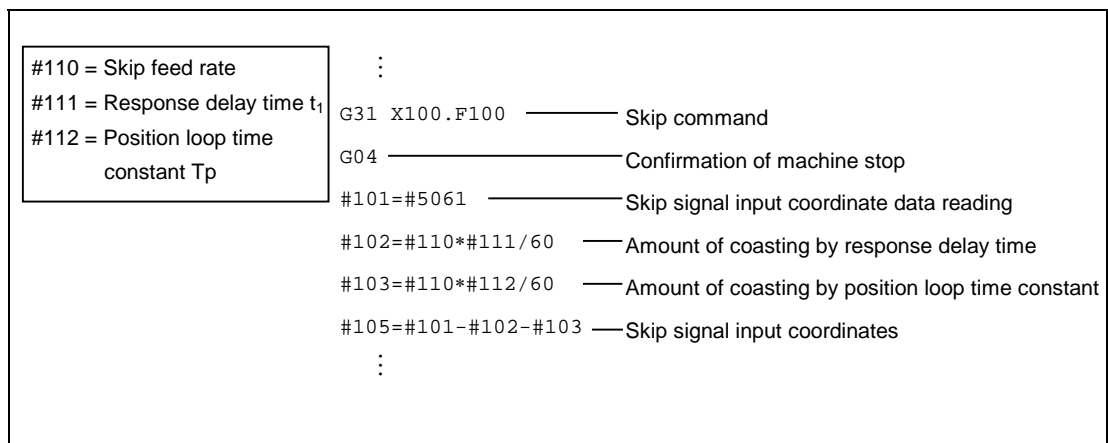 #110 = Skip feed rate
#111 = Response delay time t₁
#112 = Position loop time
constant Tp
⋮
G31 X100.F100 Skip command
G04 Confirmation of machine stop
#101=#5061 Skip signal input coordinate data reading
#102=#110*#111/60 Amount of coasting by response delay time
#103=#110*#112/60 Amount of coasting by position loop time constant
#105=#101-#102-#103 Skip signal input coordinates
⋮